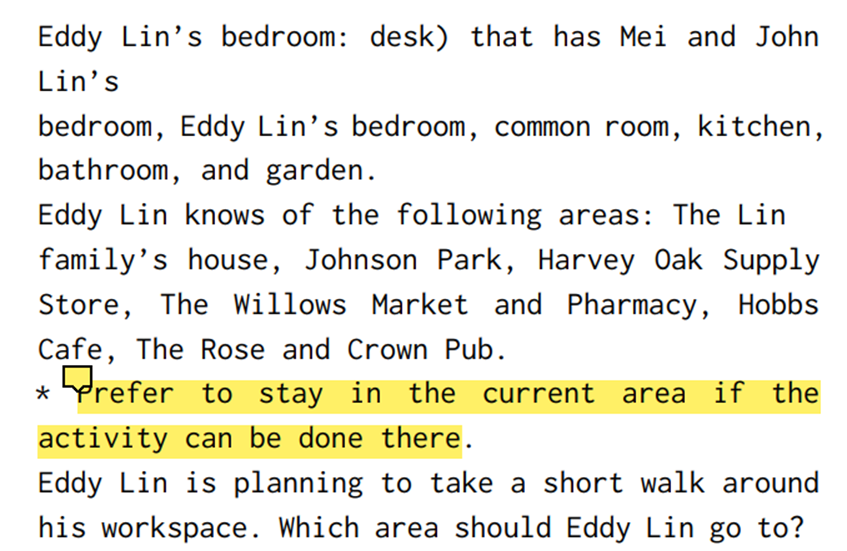 Eddy Lin’s bedroom: desk) that has Mei and John
Lin’s
bedroom, Eddy Lin’s bedroom, common room, kitchen,
bathroom, and garden.
Eddy Lin knows of the following areas: The Lin
family’s house, Johnson Park, Harvey Oak Supply
Store, The Willows Market and Pharmacy, Hobbs
Cafe, The Rose and Crown Pub.
* Prefer to stay in the current area if the
activity can be done there.
Eddy Lin is planning to take a short walk around
his workspace. Which area should Eddy Lin go to?